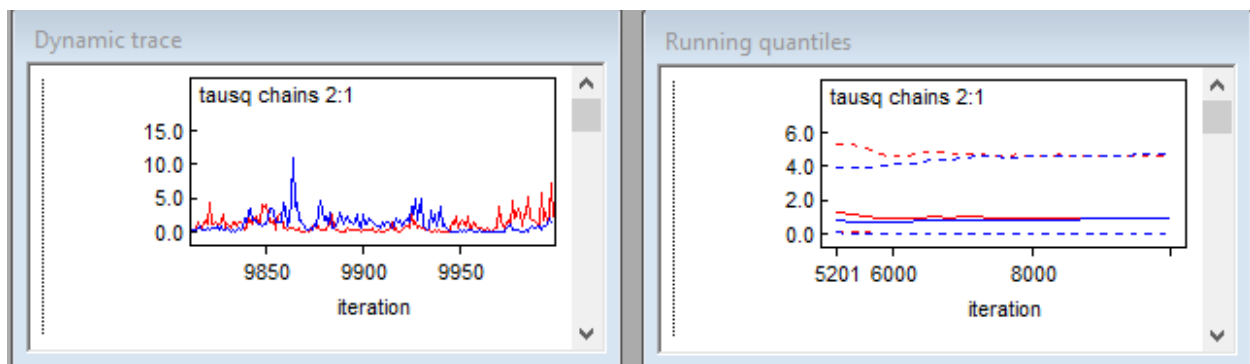 Dynamic trace
tausq chains 2:1
15.0
10.0
5.0
0.0
9850 9900 9950
iteration
Running quantiles
tausq chains 2:1
6.0
4.0
2.0
0.0
5201 6000 8000
iteration